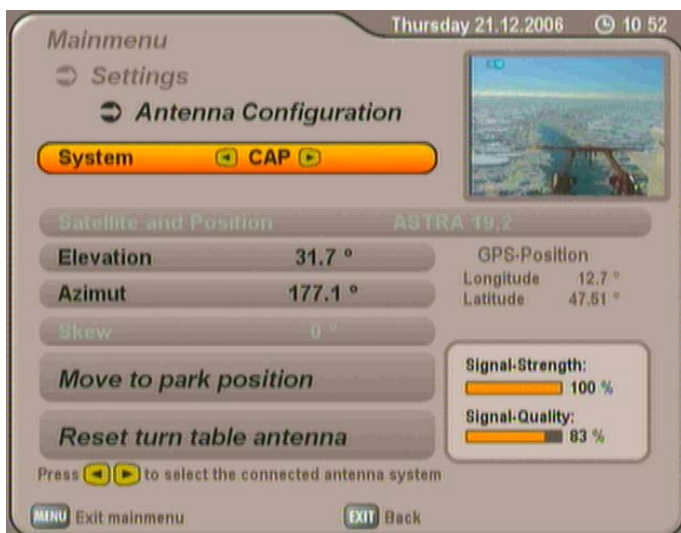 Thursday 21.12.2006 10 52
Mainmenu
Settings
Antenna Configuration
System CAP
Satellite and Position ASTRA 19,2
Elevation 31.7 °
Azimut 177.1 °
Skew 0 °
GPS-Position
Longitude 12.7 °
Latitude 47.51 °
Move to park position
Reset turn table antenna
Signal-Strength:
100 %
Signal-Quality:
83 %
Press to select the connected antenna system
MENU Exit mainmenu
EXIT Back